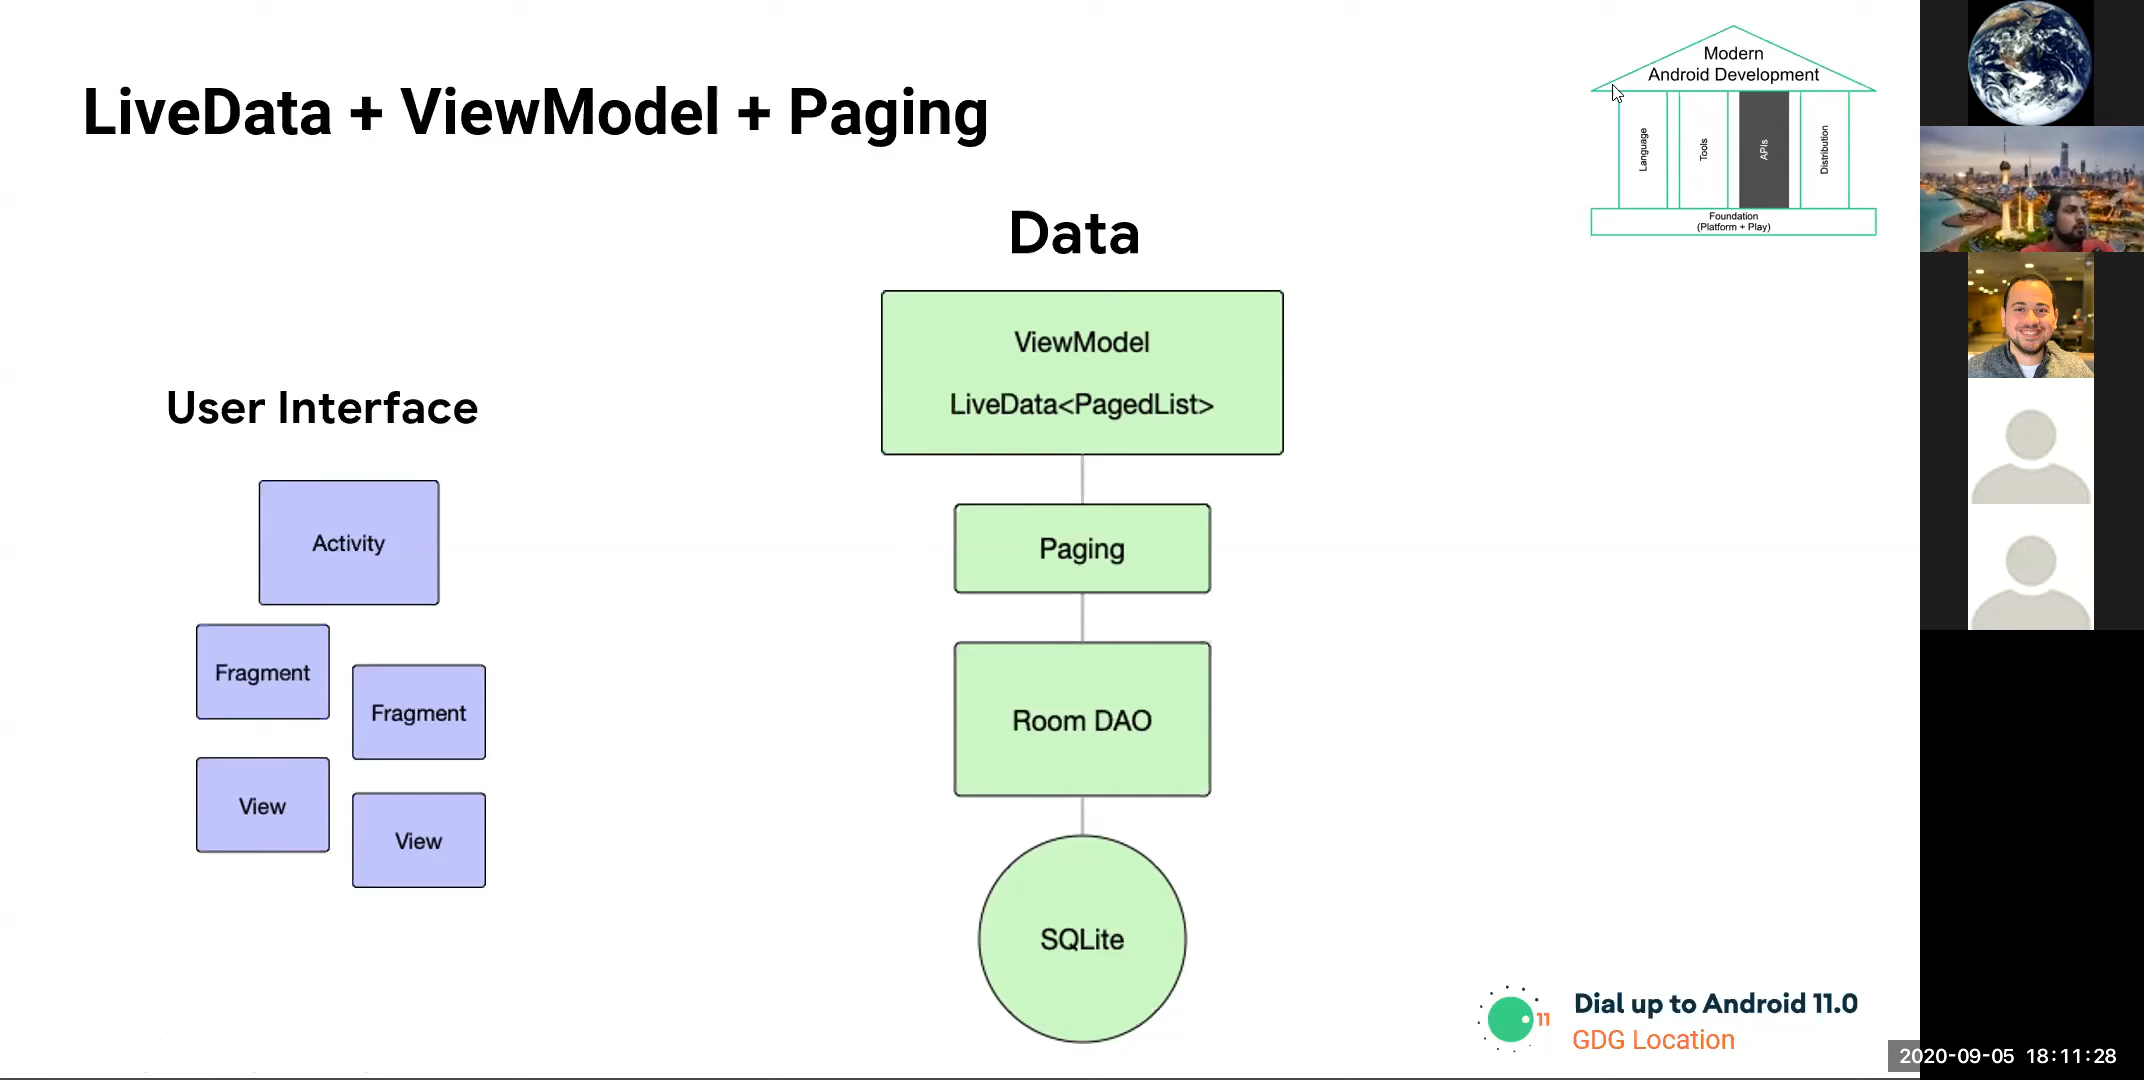 LiveData + ViewModel + Paging
Modern
Android Development
Language
Tools
APIs
Distribution
Foundation
(Platform + Play)
Data
ViewModel
LiveData<PagedList>
Paging
Room DAO
SQLite
User Interface
Activity
Fragment
Fragment
View
View
11
Dial up to Android 11.0
GDG Location
2020-09-05 18:11:28